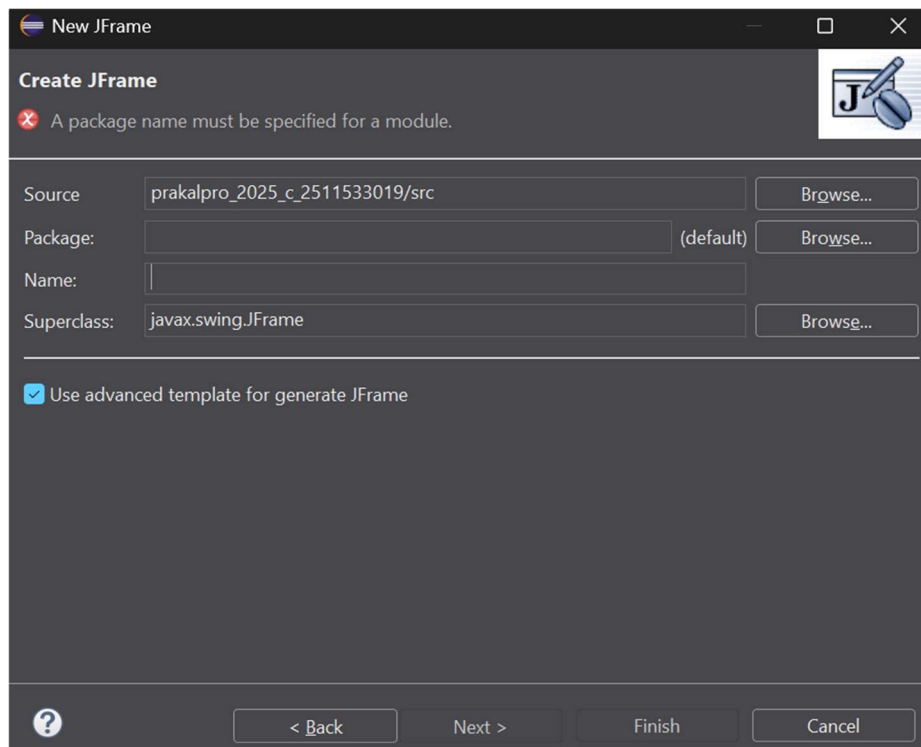 New JFrame
Create JFrame
A package name must be specified for a module.
Source prakalpro_2025_c_2511533019/src Browse...
Package: (default) Browse...
Name:
Superclass: javax.swing.JFrame Browse...
Use advanced template for generate JFrame
< Back Next > Finish Cancel